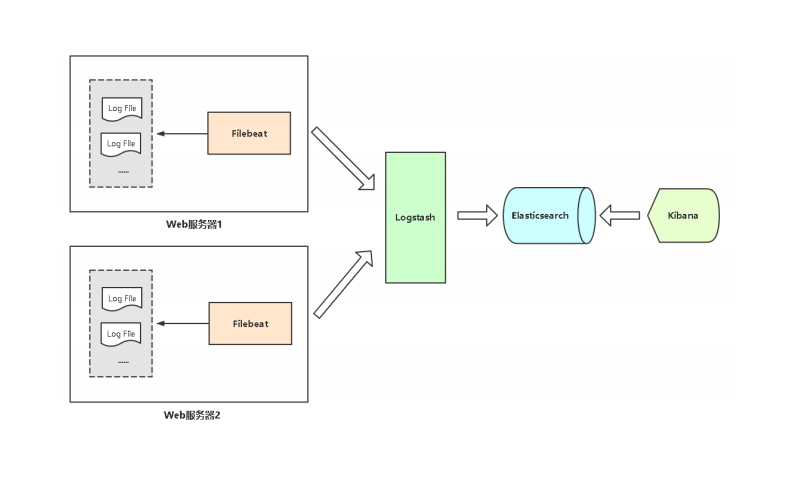 Log File
Log File
......
Filebeat
Web服务器1
Log File
Log File
......
Filebeat
Web服务器2
Logstash
Elasticsearch
Kibana